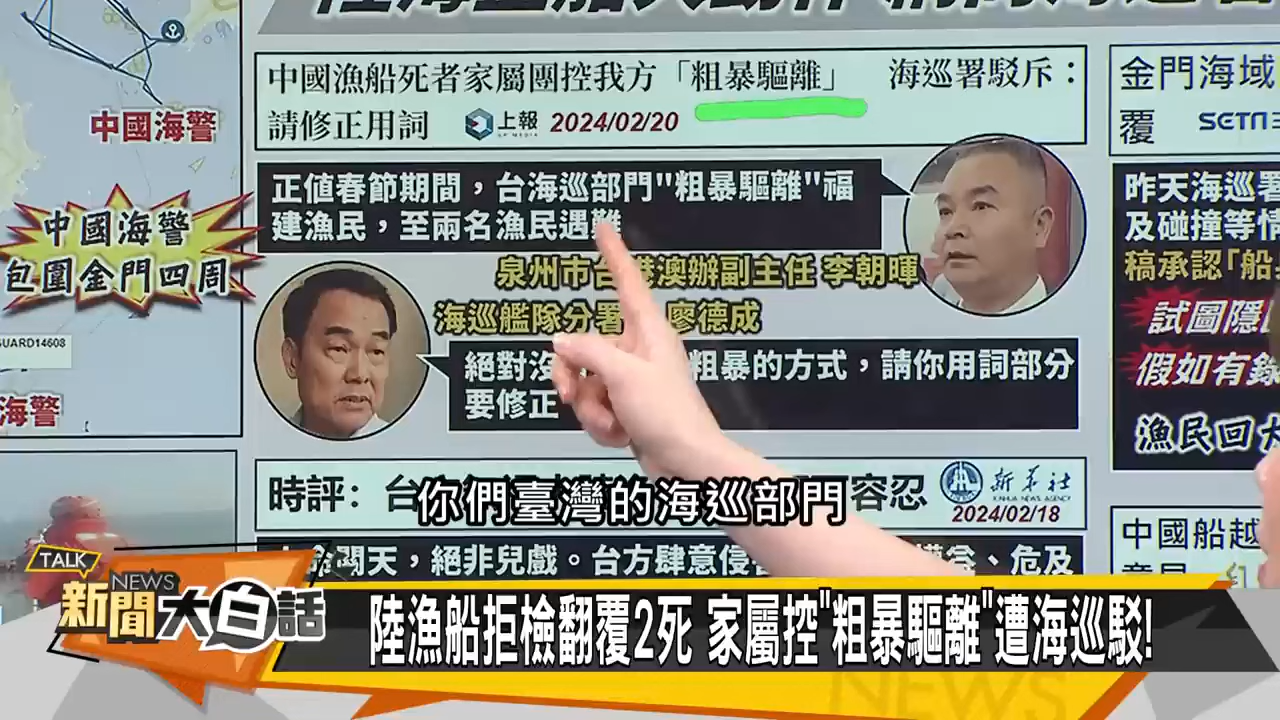 中國漁船死者家屬團控我方「粗暴驅離」 海巡署駁斥：
請修正用詞 上報 2024/02/20
金門海域
覆 SETN
中國海警
正值春節期間，台海巡部門"粗暴驅離"福
建漁民，至兩名漁民遇難
昨天海巡署
及碰撞等情
稿承認「船
中國海警
包圍金門四周
泉州市台港澳辦副主任 李朝暉
海巡艦隊分署 廖德成
試圖隱
GUARD14608
絕對沒 粗暴的方式，請你用詞部分
要修正
假如有錄
海警
漁民回大
時評：台 容忍 新華社
XINHUA NEWS AGENCY
2024/02/18
你們臺灣的海巡部門
中國船越
關天，絕非兒戲。台方肆意侵 、危及
TALK
NEWS
新聞大白話
陸漁船拒檢翻覆2死 家屬控"粗暴驅離"遭海巡駁!
NEWS